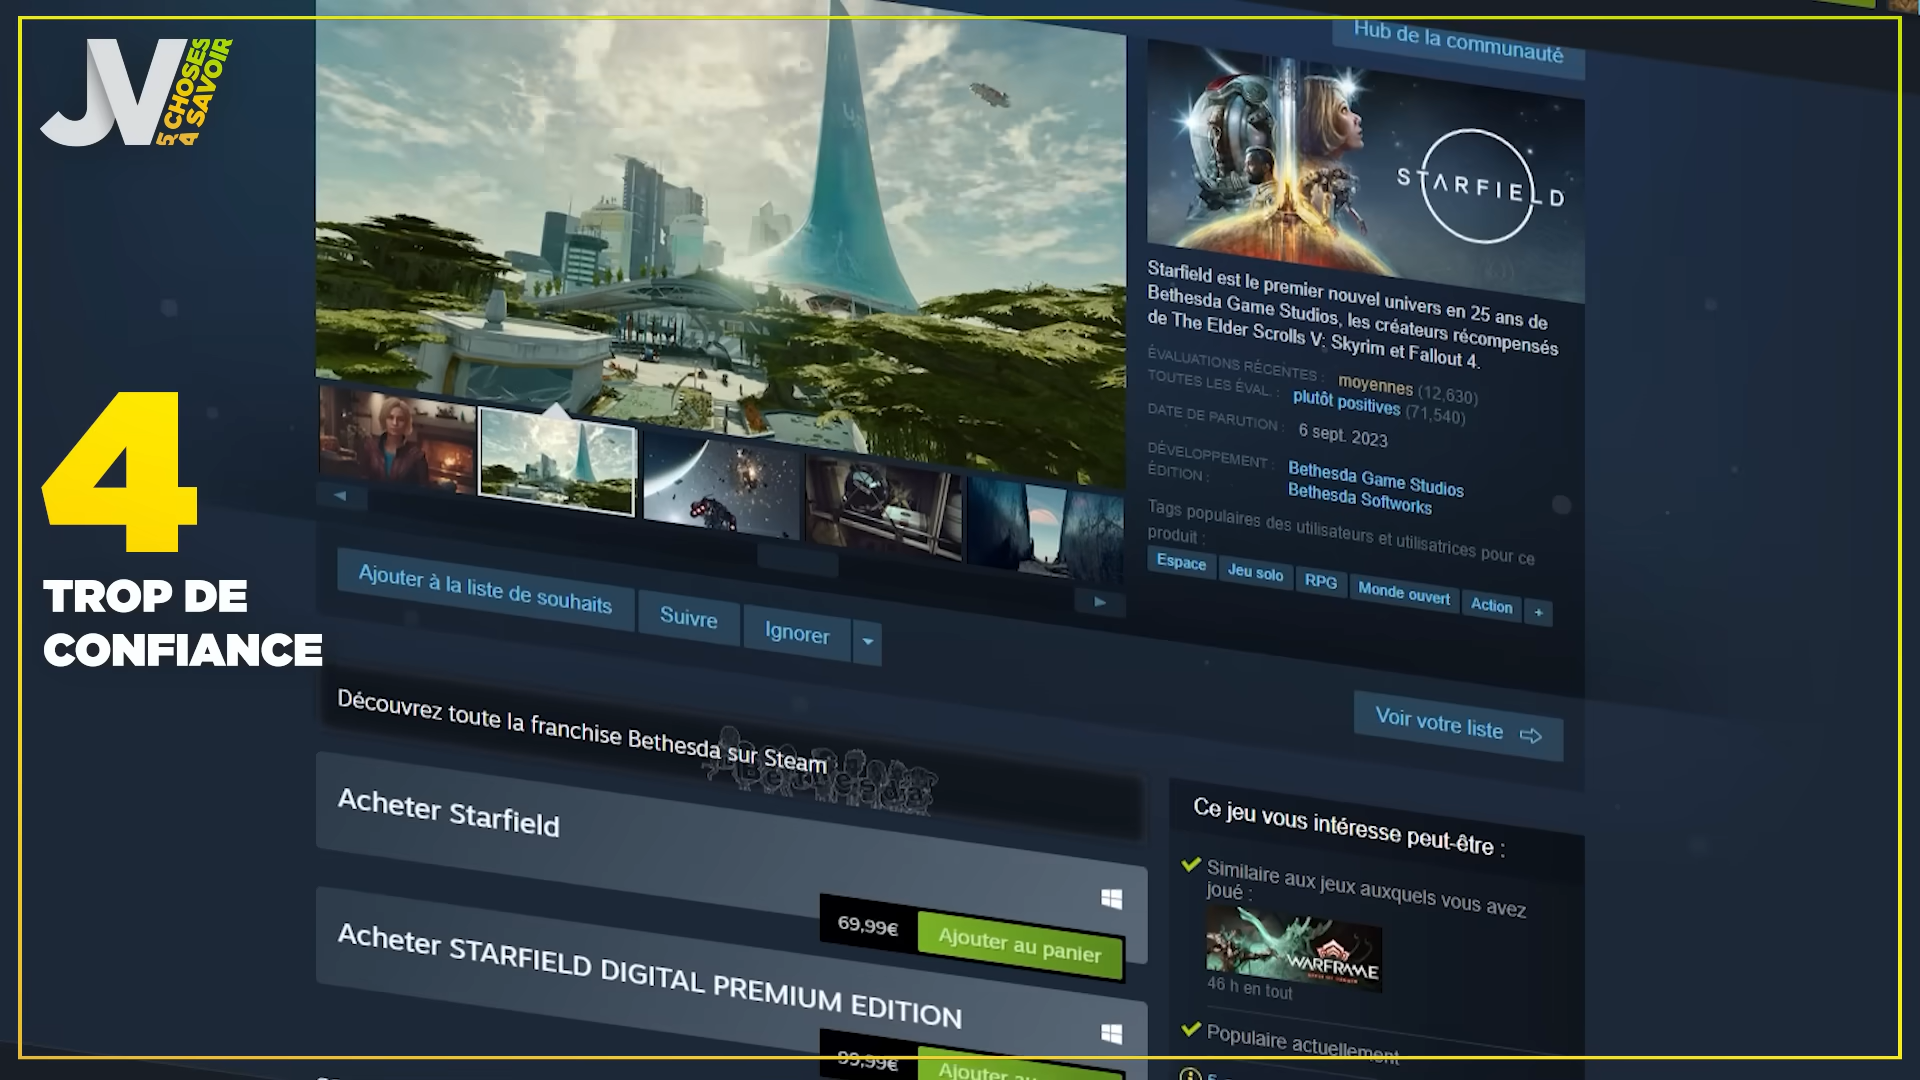 JV
5 CHOSES
À SAVOIR
4
TROP DE
CONFIANCE
Hub de la communauté
STARFIELD
Starfield est le premier nouvel univers en 25 ans de
Bethesda Game Studios, les créateurs récompensés
de The Elder Scrolls V: Skyrim et Fallout 4.
ÉVALUATIONS RÉCENTES : moyennes (12,630)
TOUTES LES ÉVAL. : plutôt positives (71,540)
DATE DE PARUTION : 6 sept. 2023
DÉVELOPPEMENT : Bethesda Game Studios
ÉDITION : Bethesda Softworks
Tags populaires des utilisateurs et utilisatrices pour ce
produit :
Espace Jeu solo RPG Monde ouvert Action +
Ajouter à la liste de souhaits Suivre Ignorer
Voir votre liste
Découvrez toute la franchise Bethesda sur Steam
Bethesda
Acheter Starfield
69,99€ Ajouter au panier
Acheter STARFIELD DIGITAL PREMIUM EDITION
99,99€ Ajouter au
Ce jeu vous intéresse peut-être :
Similaire aux jeux auxquels vous avez
joué :
WARFRAME
46 h en tout
Populaire actuellement